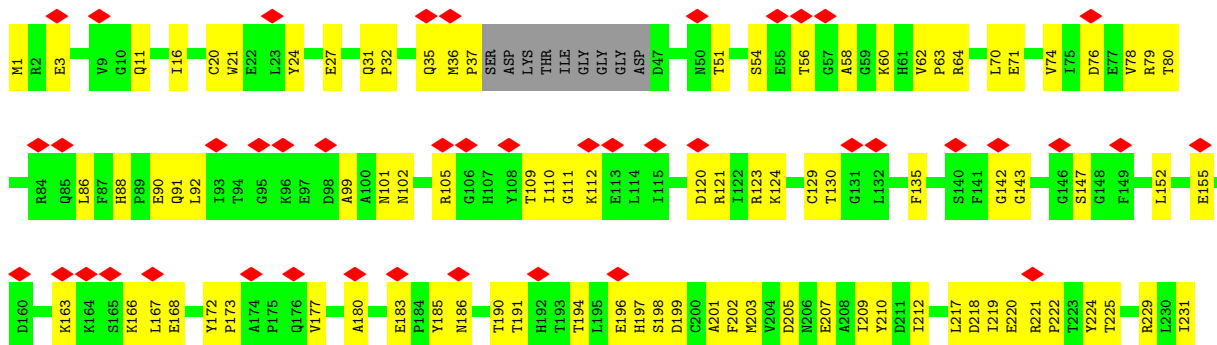 M1 R2 E3 V9 G10 Q11 I16 C20 W21 E22 L23 Y24 E27 Q31 P32 Q35 M36 P37 SER ASP LYS THR ILE GLY GLY GLY ASP D47 N50 T51 S54 E55 T56 G57 A58 G59 K60 H61 V62 P63 R64 L70 E71 V74 I75 D76 E77 V78 R79 T80
R84 Q85 L86 F87 H88 P89 E90 Q91 L92 I93 T94 G95 K96 E97 D98 A99 A100 N101 N102 R105 G106 H107 Y108 T109 I110 G111 K112 E113 L114 I115 D120 R121 I122 R123 K124 C129 T130 G131 L132 F135 S140 F141 G142 G143 G146 S147 G148 F149 L152 E155
D160 K163 K164 S165 K166 L167 E168 Y172 P173 A174 P175 Q176 V177 A180 E183 P184 Y185 N186 T190 T191 H192 T193 T194 L195 E196 H197 S198 D199 C200 A201 F202 M203 V204 D205 N206 E207 A208 I209 Y210 D211 I212 L217 D218 I219 E220 R221 P222 T223 Y224 T225 R229 L230 I231